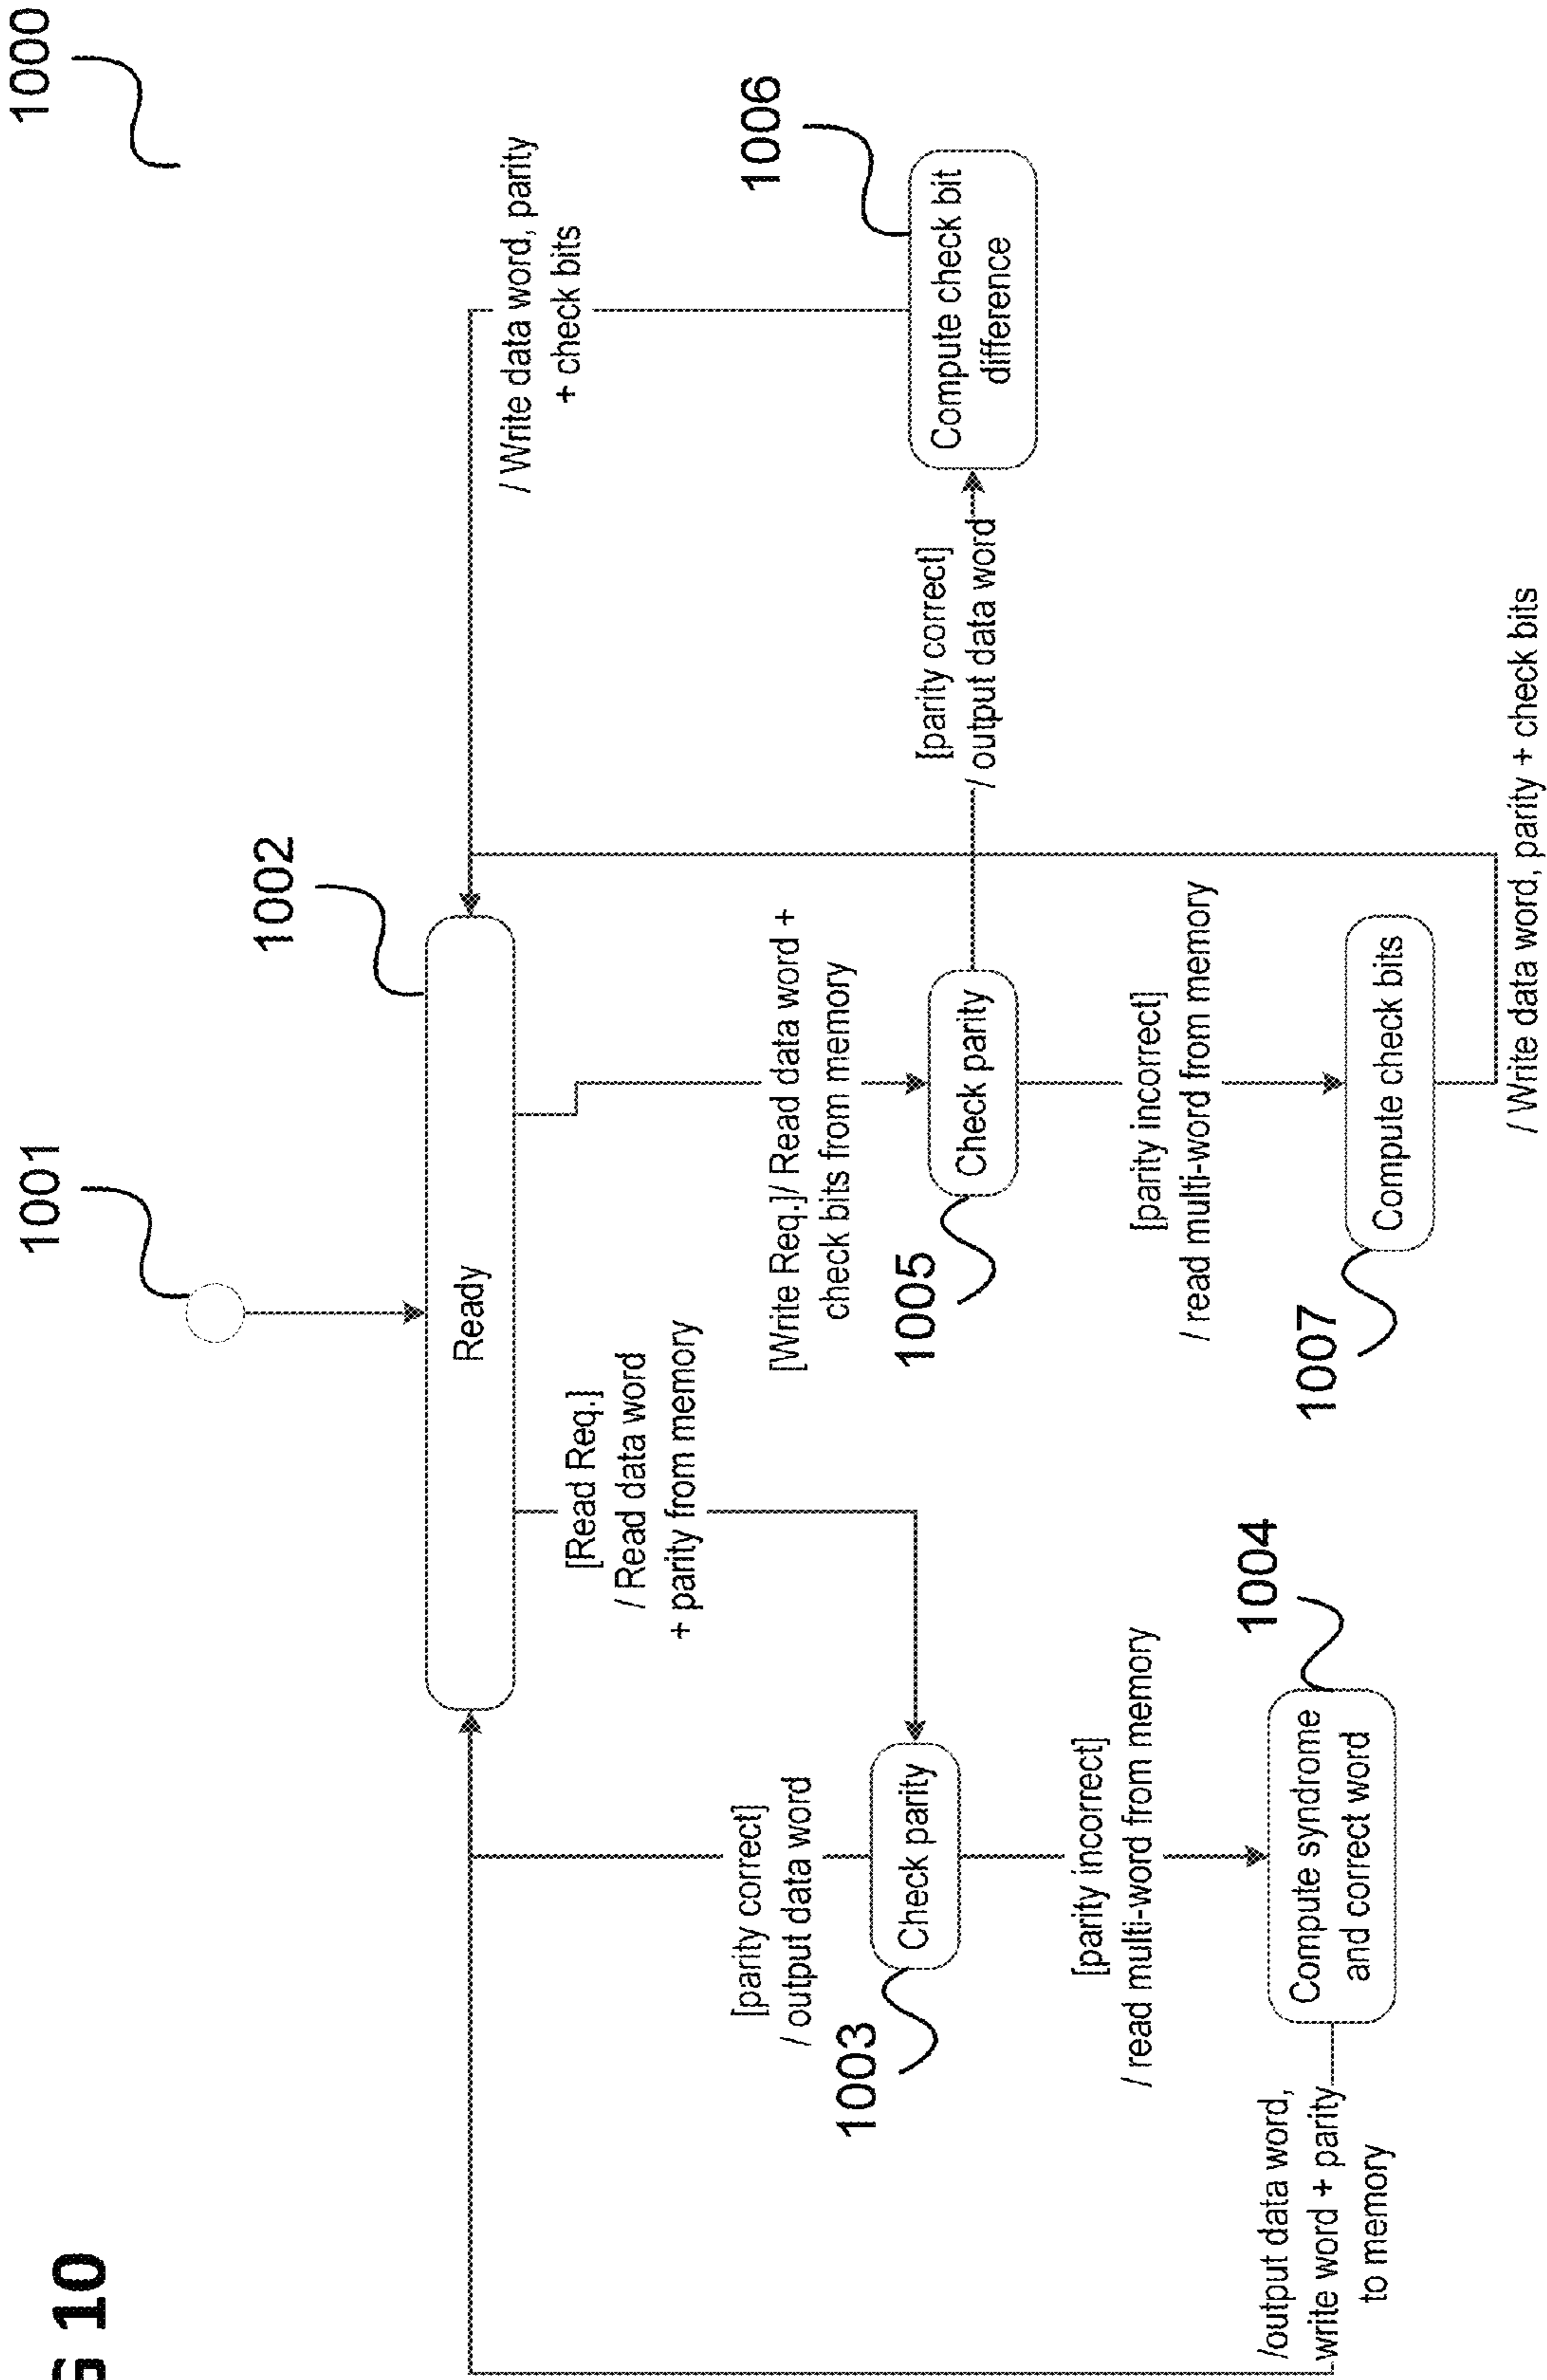 G 10
1000
1001
1002
Ready
[Read Req.]
/ Read data word
+ parity from memory
/ Write data word, parity
+ check bits
[parity correct]
/ output data word
[Write Req.]/ Read data word +
check bits from memory
1006
Compute check bit
difference
1003
Check parity
1005
Check parity
[parity correct]
/ output data word
[parity incorrect]
/ read multi-word from memory
[parity incorrect]
/ read multi-word from memory
1004
/output data word,
write word + parity
to memory
Compute syndrome
and correct word
1007
Compute check bits
/ Write data word, parity + check bits